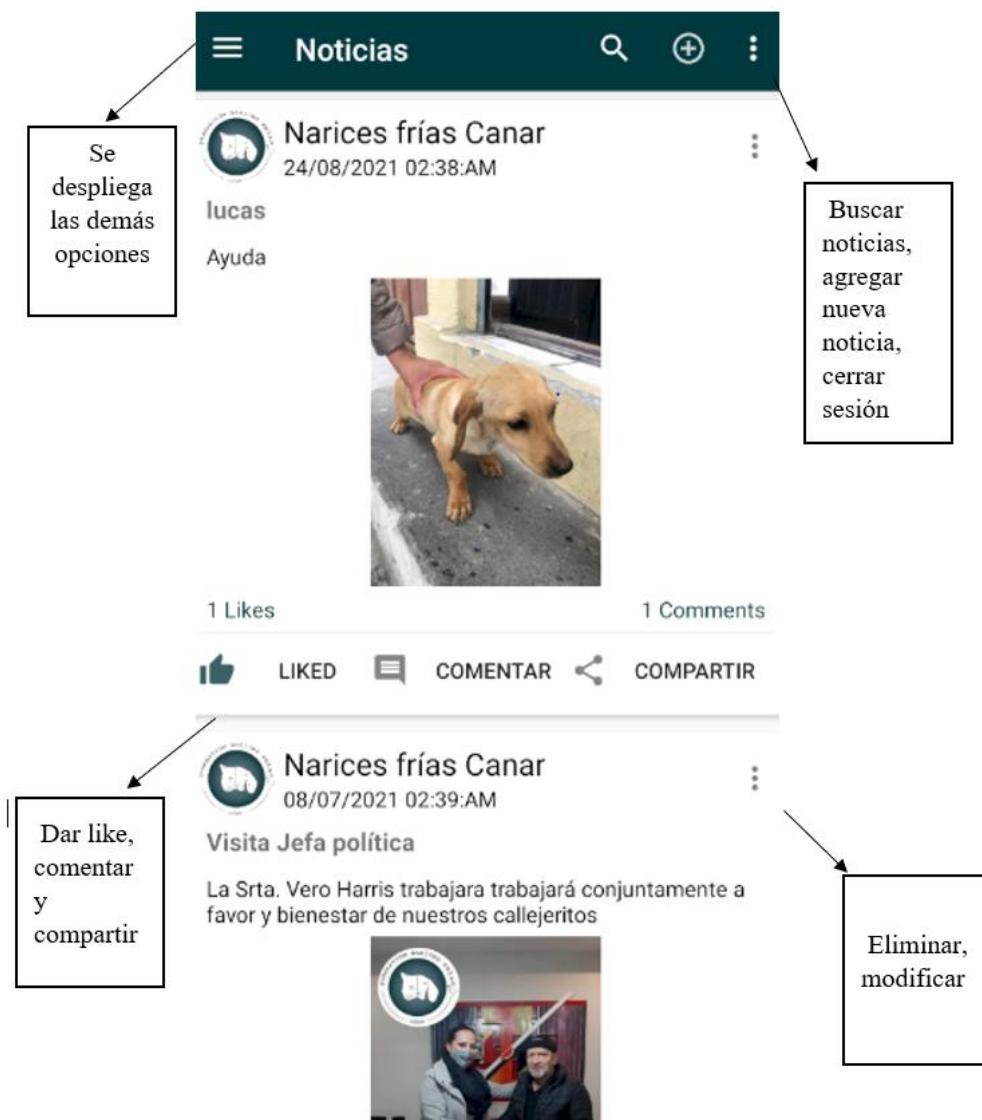 Noticias
Narices frías Canar
24/08/2021 02:38:AM
lucas
Ayuda
1 Likes
1 Comments
LIKED
COMENTAR
COMPARTIR
Narices frías Canar
08/07/2021 02:39:AM
Visita Jefa política
La Srta. Vero Harris trabajara trabajará conjuntamente a
favor y bienestar de nuestros callejeritos
Se
despliega
las demás
opciones
Buscar
noticias,
agregar
nueva
noticia,
cerrar
sesión
Dar like,
comentar
y
compartir
Eliminar,
modificar